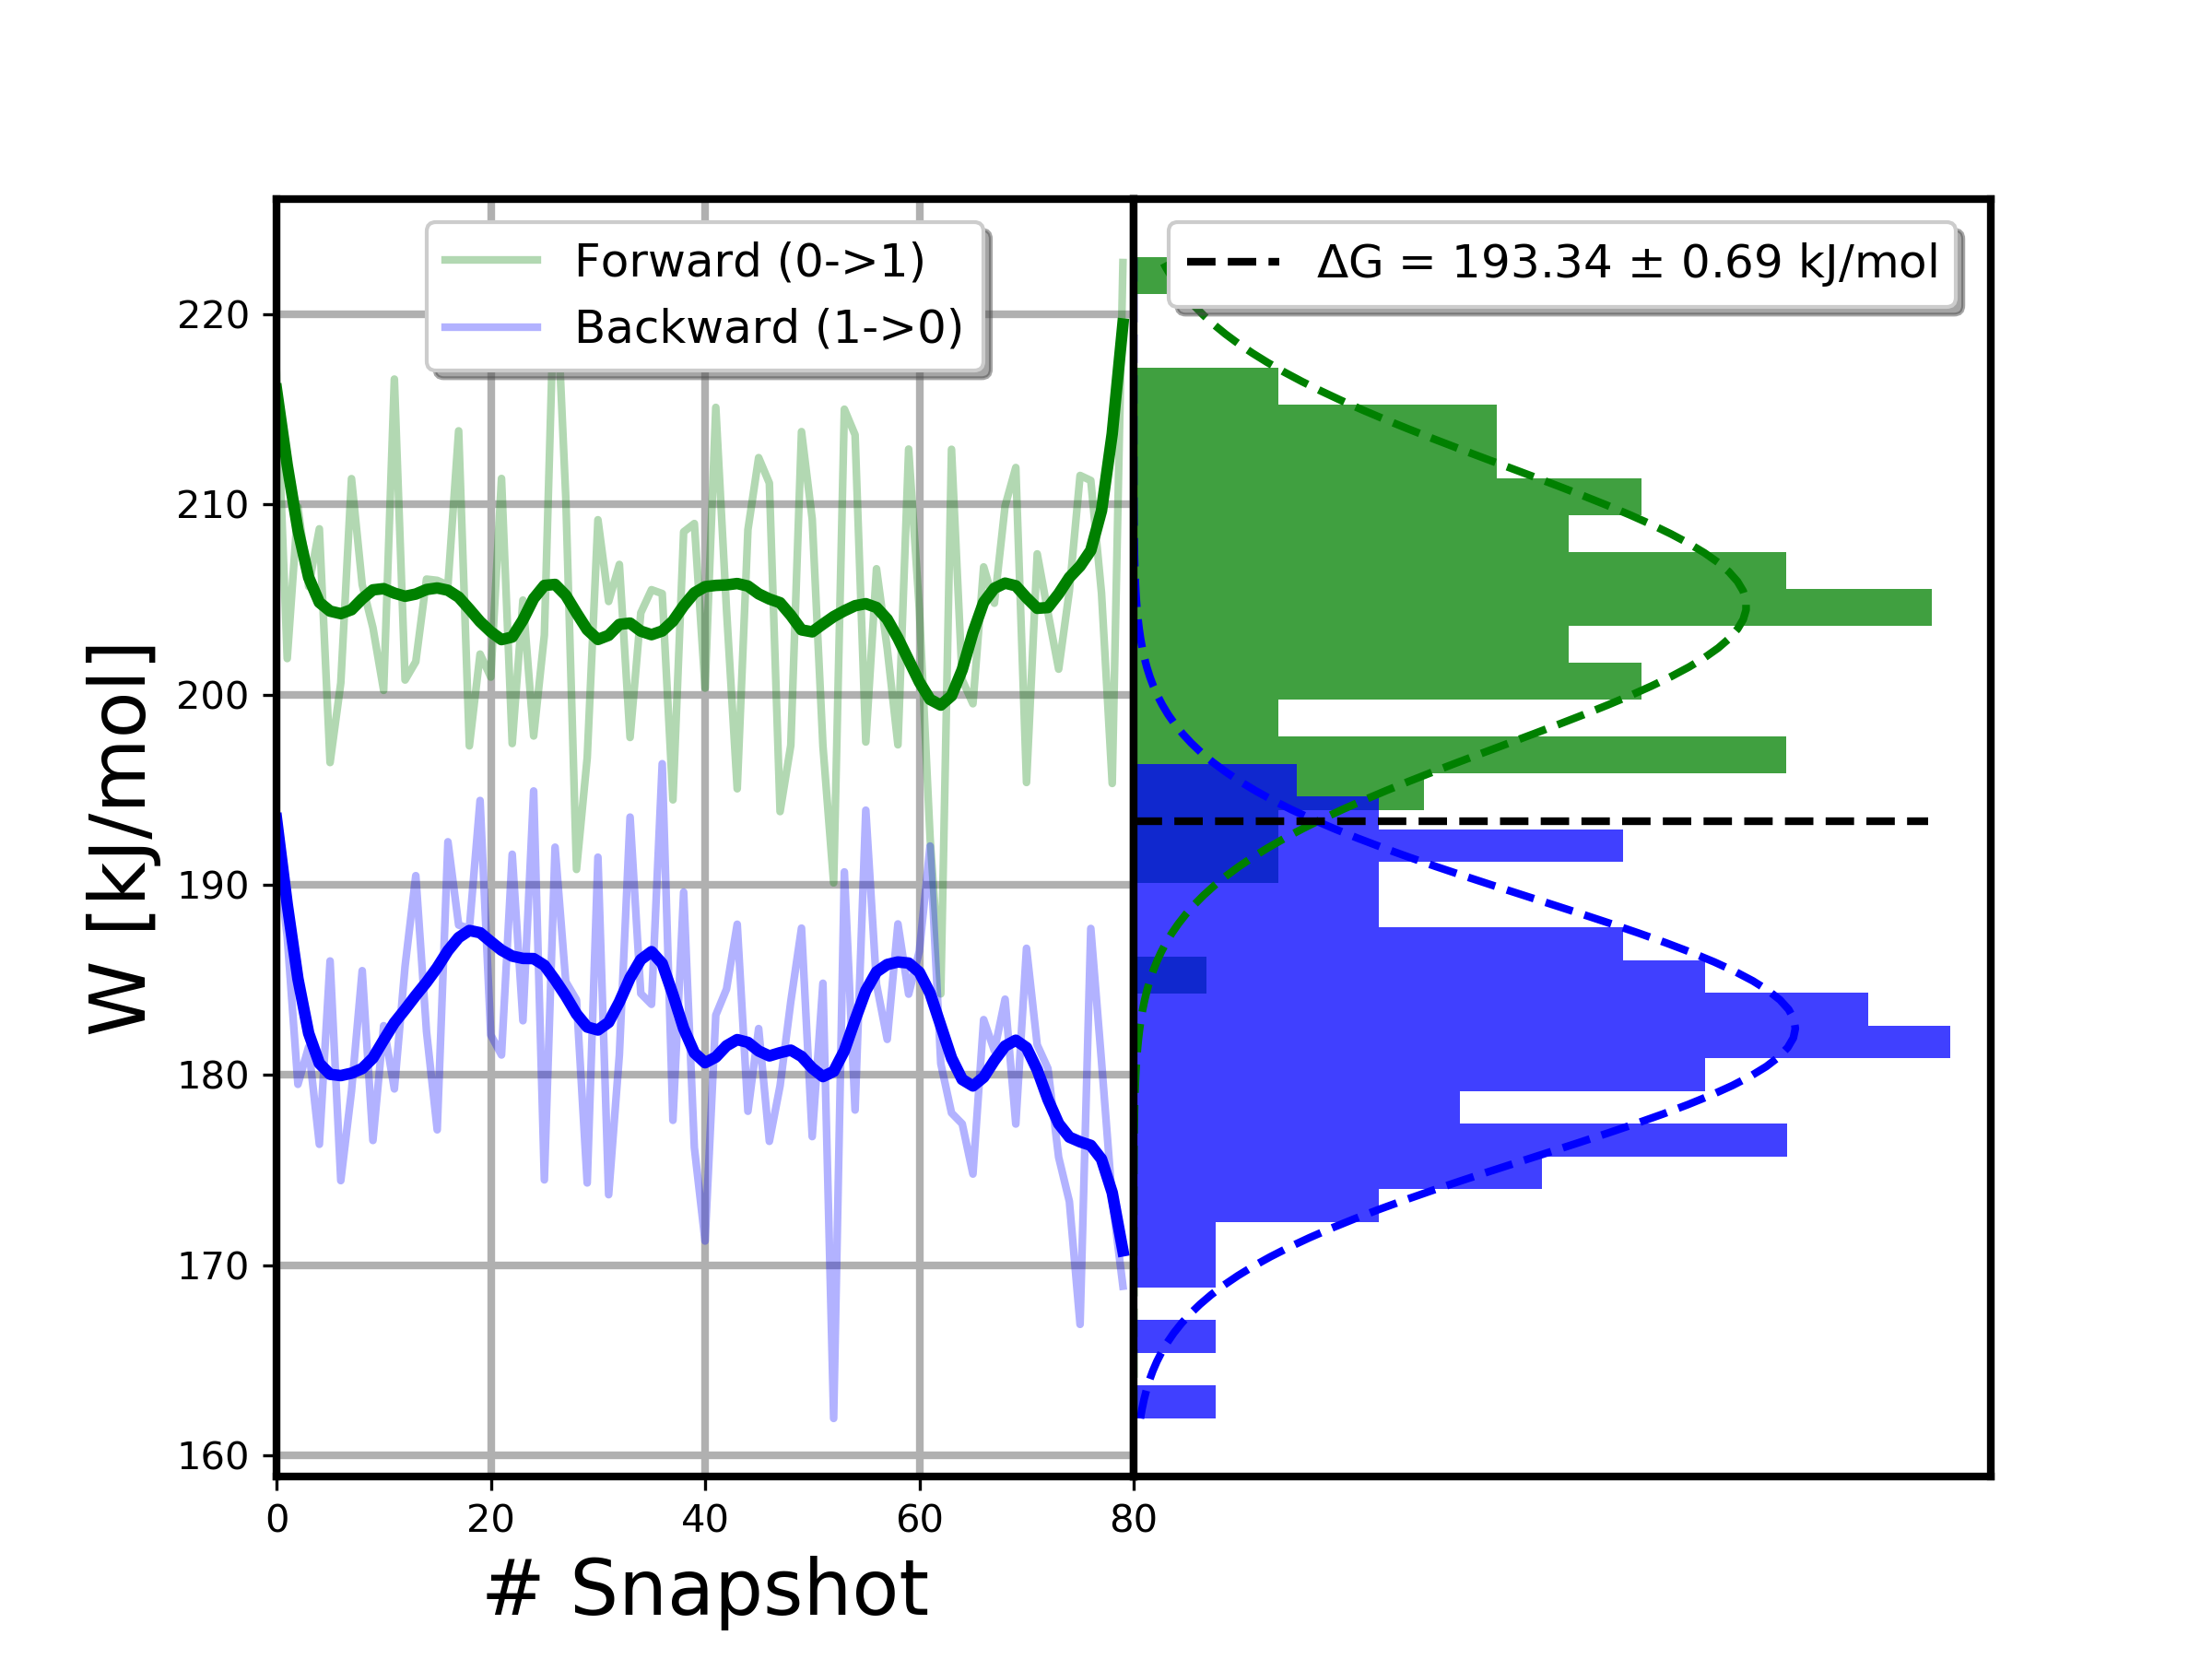 Forward (0->1)
Backward (1->0)
ΔG = 193.34 ± 0.69 kJ/mol
W [kJ/mol]
220
210
200
190
180
170
160
0 20 40 60 80
# Snapshot